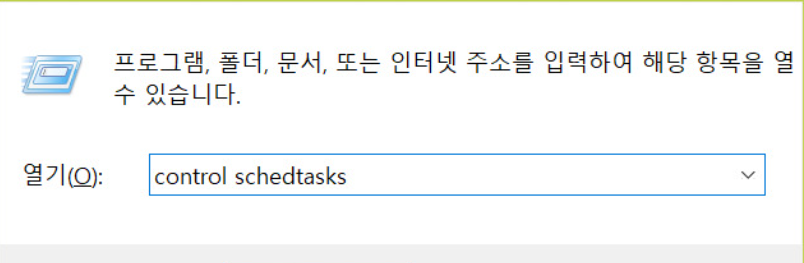 프로그램, 폴더, 문서, 또는 인터넷 주소를 입력하여 해당 항목을 열
수 있습니다.
열기(O): control schedtasks